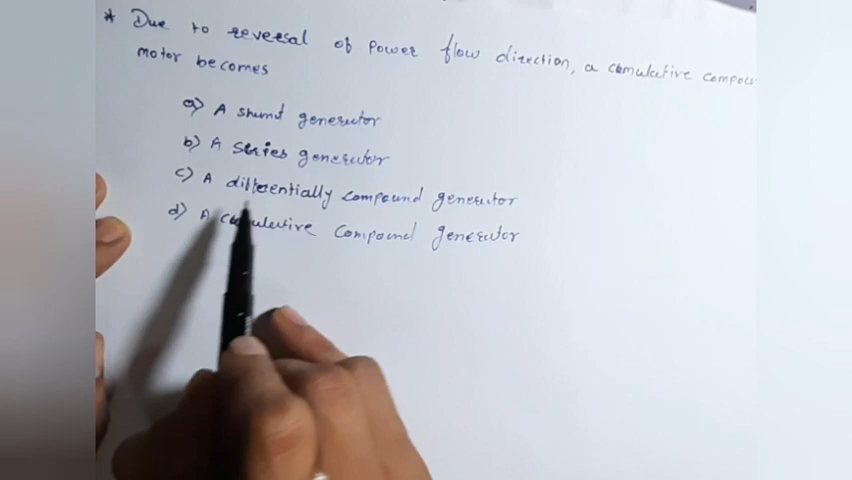 * Due to reversal of power flow direction, a cumulative compou
motor becomes
a) A shunt generator
b) A series generator
c) A differentially compound generator
d) A cumulative compound generator